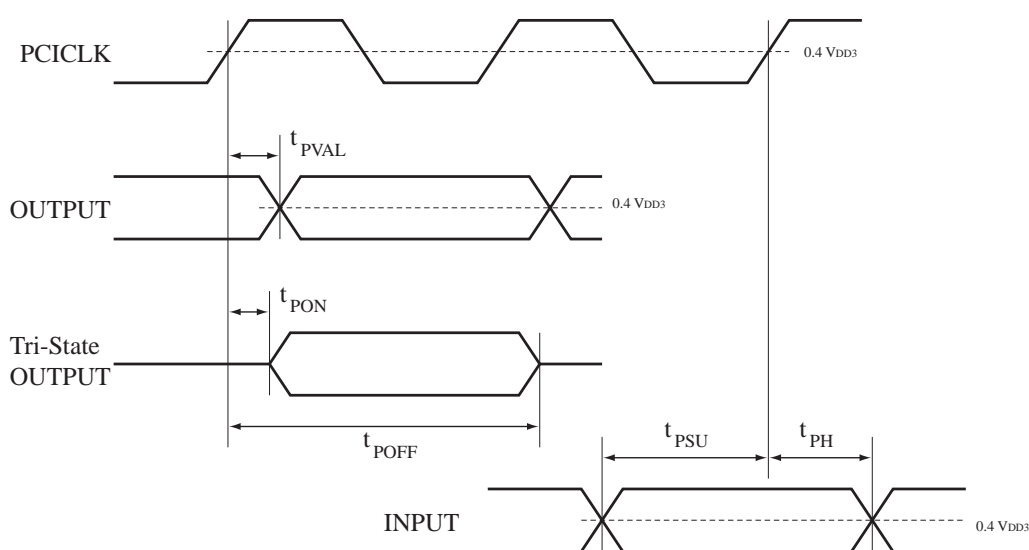 PCICLK
0.4 VDD3
tPVAL
OUTPUT
0.4 VDD3
tPON
Tri-State
OUTPUT
tPOFF
tPSU
tPH
INPUT
0.4 VDD3